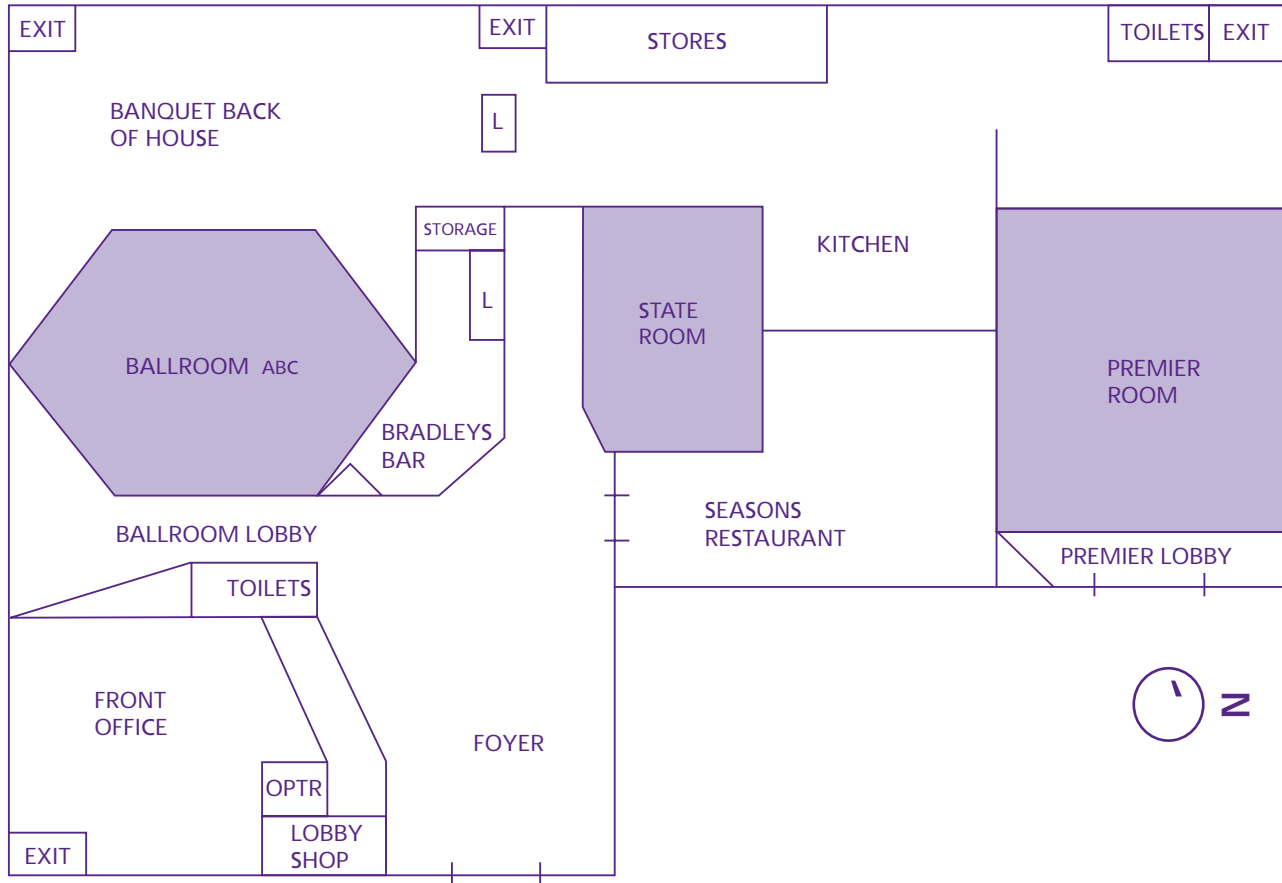 EXIT
EXIT
STORES
TOILETS
EXIT
BANQUET BACK
OF HOUSE
L
STORAGE
KITCHEN
L
STATE
ROOM
BALLROOM ABC
PREMIER
ROOM
BRADLEYS
BAR
SEASONS
RESTAURANT
BALLROOM LOBBY
PREMIER LOBBY
TOILETS
FRONT
OFFICE
N
FOYER
OPTR
LOBBY
SHOP
EXIT